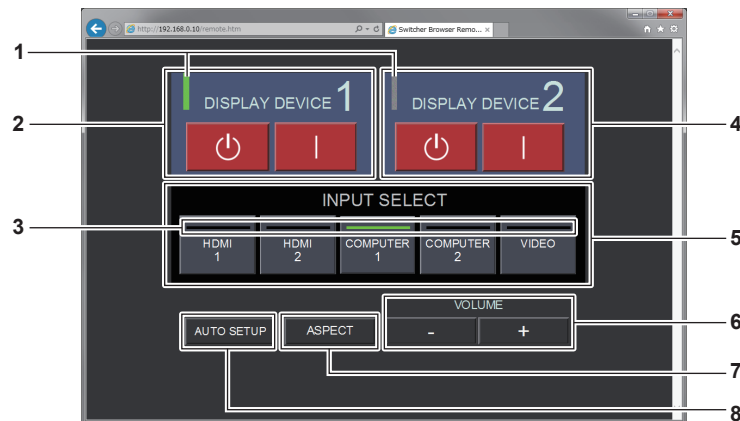 http://192.168.0.10/remote.htm
Switcher Browser Remo...
1
DISPLAY DEVICE 1
DISPLAY DEVICE 2
2
4
INPUT SELECT
3
HDMI 1
HDMI 2
COMPUTER 1
COMPUTER 2
VIDEO
5
VOLUME
6
AUTO SETUP
ASPECT
-
+
7
8